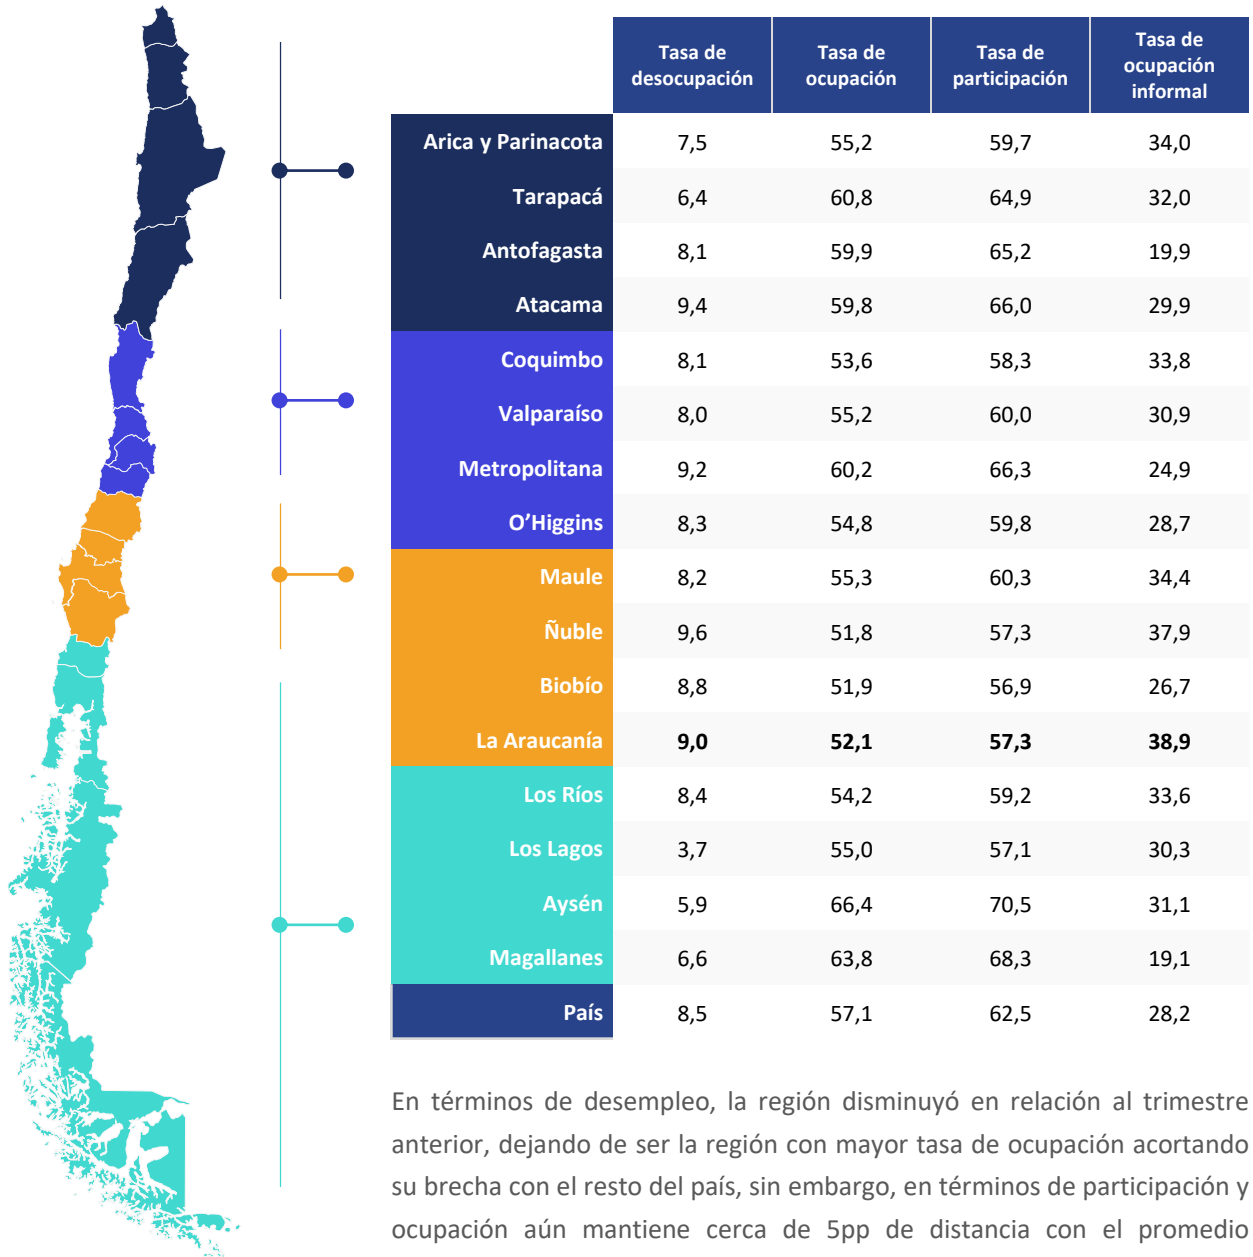 Tasa de desocupación	Tasa de ocupación	Tasa de participación	Tasa de ocupación informal
Arica y Parinacota	7,5	55,2	59,7	34,0
Tarapacá	6,4	60,8	64,9	32,0
Antofagasta	8,1	59,9	65,2	19,9
Atacama	9,4	59,8	66,0	29,9
Coquimbo	8,1	53,6	58,3	33,8
Valparaíso	8,0	55,2	60,0	30,9
Metropolitana	9,2	60,2	66,3	24,9
O’Higgins	8,3	54,8	59,8	28,7
Maule	8,2	55,3	60,3	34,4
Ñuble	9,6	51,8	57,3	37,9
Biobío	8,8	51,9	56,9	26,7
La Araucanía	9,0	52,1	57,3	38,9
Los Ríos	8,4	54,2	59,2	33,6
Los Lagos	3,7	55,0	57,1	30,3
Aysén	5,9	66,4	70,5	31,1
Magallanes	6,6	63,8	68,3	19,1
País	8,5	57,1	62,5	28,2
En términos de desempleo, la región disminuyó en relación al trimestre
anterior, dejando de ser la región con mayor tasa de ocupación acortando
su brecha con el resto del país, sin embargo, en términos de participación y
ocupación aún mantiene cerca de 5pp de distancia con el promedio